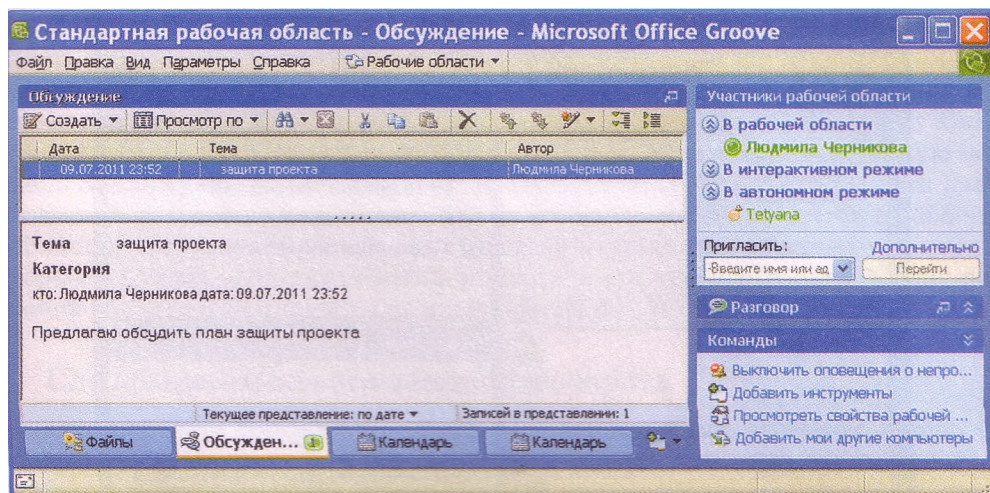 Стандартная рабочая область - Обсуждение - Microsoft Office Groove
Файл Правка Вид Параметры Справка Рабочие области
Обсуждение
Создать Просмотр по
Дата Тема Автор
09.07.2011 23:52 защита проекта Людмила Черникова
Тема защита проекта
Категория
кто: Людмила Черникова дата: 09.07.2011 23:52
Предлагаю обсудить план защиты проекта
Текущее представление: по дате Записей в представлении: 1
Файлы Обсужден... 1 Календарь Календарь
Участники рабочей области
В рабочей области
Людмила Черникова
В интерактивном режиме
В автономном режиме
Tetyana
Пригласить: Дополнительно
-Введите имя или ад Перейти
Разговор
Команды
Выключить оповещения о непро...
Добавить инструменты
Просмотреть свойства рабочей ...
Добавить мои другие компьютеры